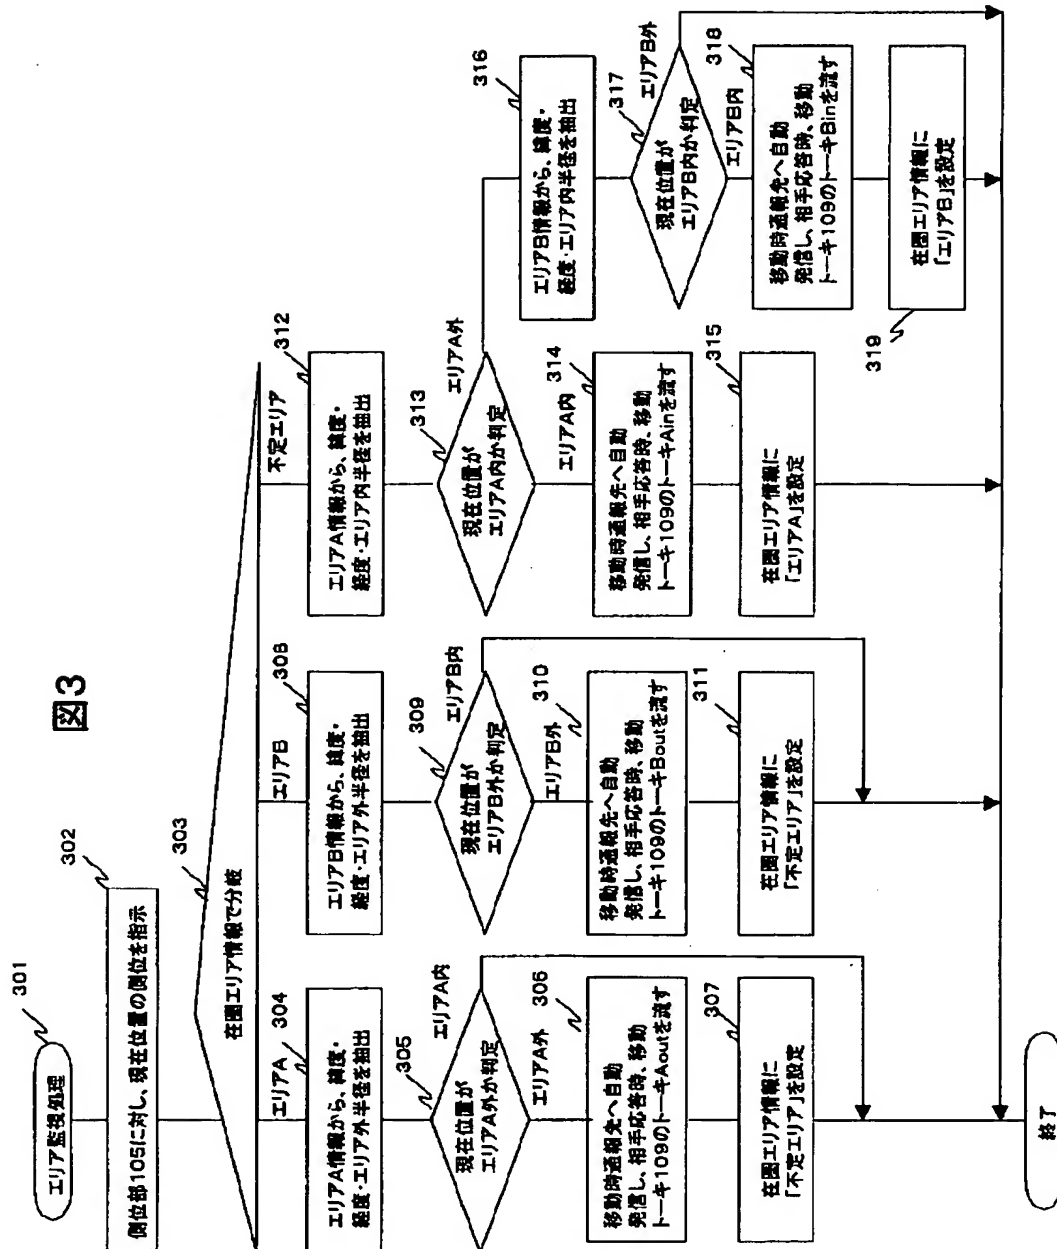 図3
301
エリア監視処理
302
側位部105に対し、現在位置の側位を指示
303
在圏エリア情報で分岐
エリアA
304
エリアA情報から、緯度・
経度・エリア外半径を抽出
305
現在位置が
エリアA外か判定
エリアA内
エリアA外
306
移動時通報先へ自動
発信し、相手応答時、移動
トーキ109のトーキAoutを流す
307
在圏エリア情報に
「不定エリア」を設定
エリアB
308
エリアB情報から、緯度・
経度・エリア外半径を抽出
309
現在位置が
エリアB外か判定
エリアB内
エリアB外
310
移動時通報先へ自動
発信し、相手応答時、移動
トーキ109のトーキBoutを流す
311
在圏エリア情報に
「不定エリア」を設定
不定エリア
312
エリアA情報から、緯度・
経度・エリア内半径を抽出
313
現在位置が
エリアA内か判定
エリアA外
エリアA内
314
移動時通報先へ自動
発信し、相手応答時、移動
トーキ109のトーキAinを流す
315
在圏エリア情報に
「エリアA」を設定
316
エリアB情報から、緯度・
経度・エリア内半径を抽出
317
現在位置が
エリアB内か判定
エリアB外
エリアB内
318
移動時通報先へ自動
発信し、相手応答時、移動
トーキ109のトーキBinを流す
319
在圏エリア情報に
「エリアB」を設定
終了